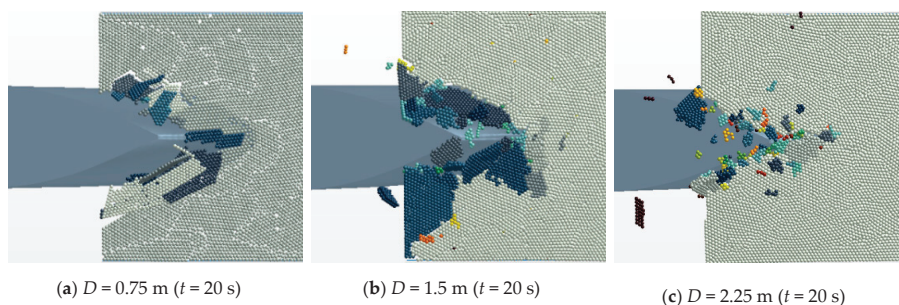 (a) D = 0.75 m (t = 20 s)
(b) D = 1.5 m (t = 20 s)
(c) D = 2.25 m (t = 20 s)